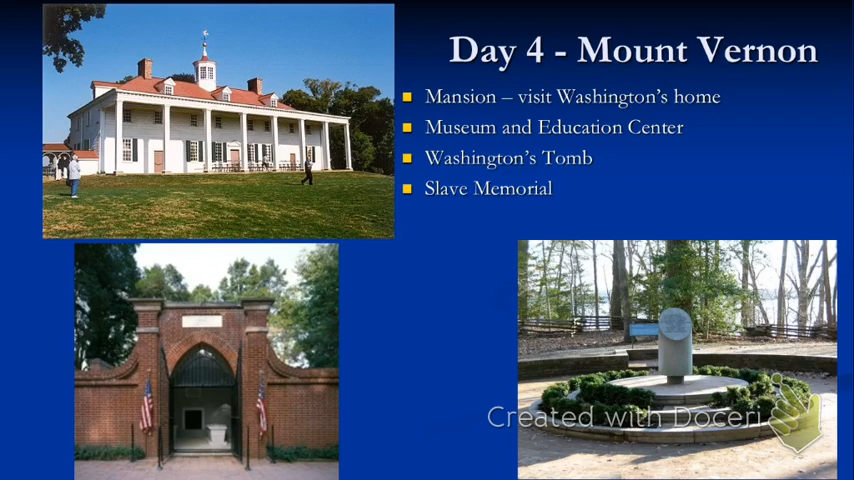 Day 4 - Mount Vernon
Mansion – visit Washington's home
Museum and Education Center
Washington's Tomb
Slave Memorial
Created with Doceri